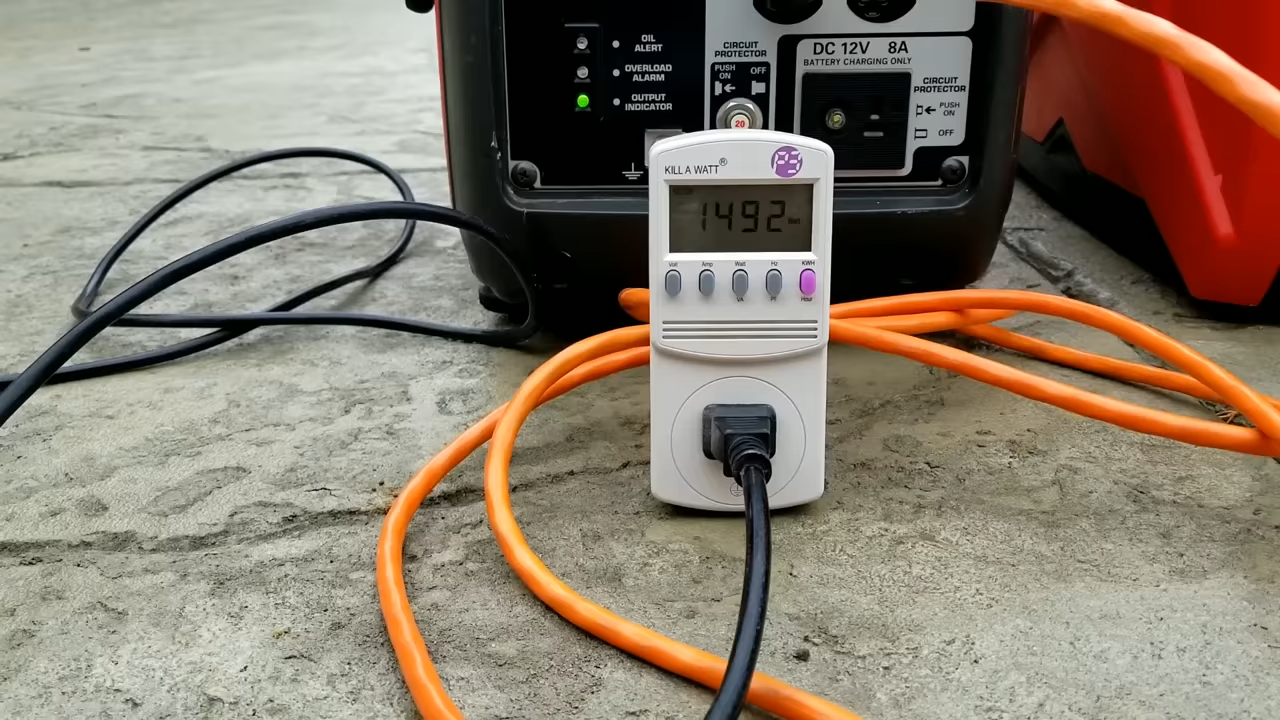 OIL
ALERT
OVERLOAD
ALARM
OUTPUT
INDICATOR
CIRCUIT
PROTECTOR
PUSH
ON
OFF
20
DC 12V 8A
BATTERY CHARGING ONLY
CIRCUIT
PROTECTOR
PUSH
ON
OFF
KILL A WATT®
P3
1492 Watt
Volt Amp Watt Hz KWH
VA PF Hour